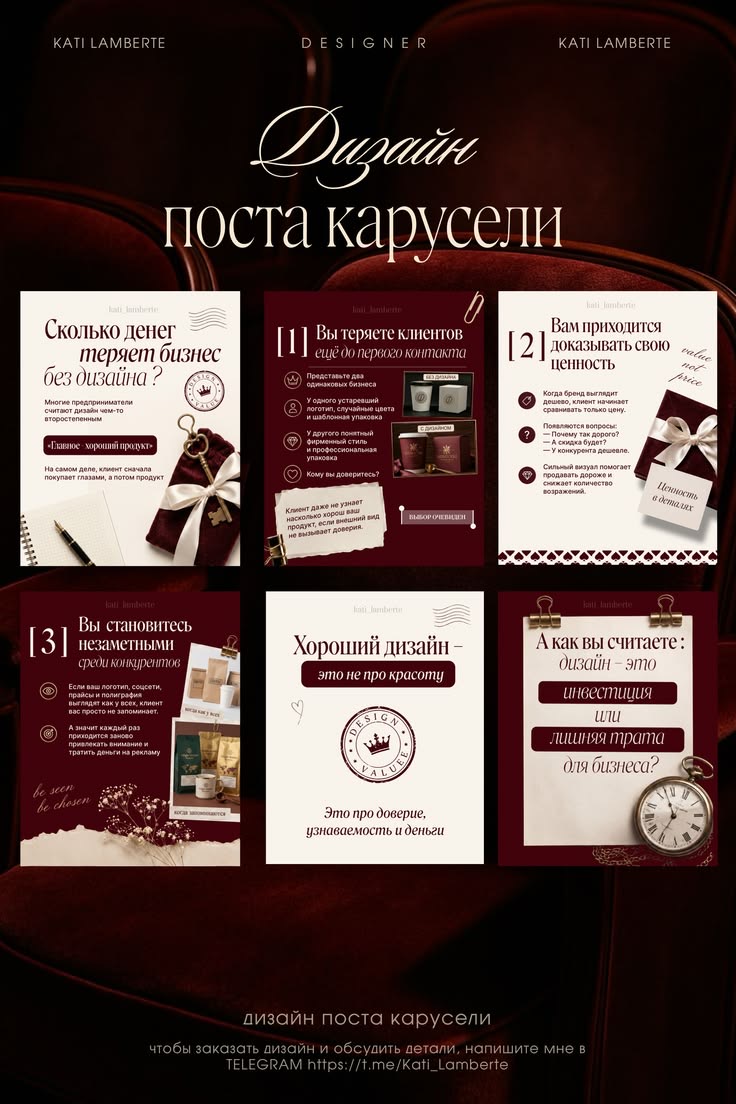 KATI LAMBERTE
DESIGNER
KATI LAMBERTE
Дизайн
поста карусели
kati_lamberte
Сколько денег
теряет бизнес
без дизайна ?
DESIGN
VALUE
Многие предприниматели
считают дизайн чем-то
второстепенным
«Главное - хороший продукт»
На самом деле, клиент сначала
покупает глазами, а потом продукт
kati_lamberte
[1]
Вы теряете клиентов
ещё до первого контакта
Представьте два
одинаковых бизнеса
У одного устаревший
логотип, случайные цвета
и шаблонная упаковка
У другого понятный
фирменный стиль
и профессиональная
упаковка
Кому вы доверитесь?
БЕЗ ДИЗАЙНА
С ДИЗАЙНОМ
Клиент даже не узнает
насколько хорош ваш
продукт, если внешний вид
не вызывает доверия.
ВЫБОР ОЧЕВИДЕН
kati_lamberte
[2]
Вам приходится
доказывать свою
ценность
value
not
price
Когда бренд выглядит
дешево, клиент начинает
сравнивать только цену.
?
Появляются вопросы:
— Почему так дорого?
— А скидка будет?
— У конкурента дешевле.
Сильный визуал помогает
продавать дороже и
снижает количество
возражений.
Ценность
в деталях
kati_lamberte
[3]
Вы становитесь
незаметными
среди конкурентов
Если ваш логотип, соцсети,
прайсы и полиграфия
выглядят как у всех, клиент
вас просто не запоминает.
А значит каждый раз
приходится заново
привлекать внимание и
тратить деньги на рекламу
когда как у всех
когда запоминаются
be seen
be chosen
kati_lamberte
Хороший дизайн –
это не про красоту
DESIGN
VALUEE
Это про доверие,
узнаваемость и деньги
kati_lamberte
А как вы считаете :
дизайн – это
инвестиция
или
лишняя трата
для бизнеса?
дизайн поста карусели
чтобы заказать дизайн и обсудить детали, напишите мне в
TELEGRAM https://t.me/Kati_Lamberte